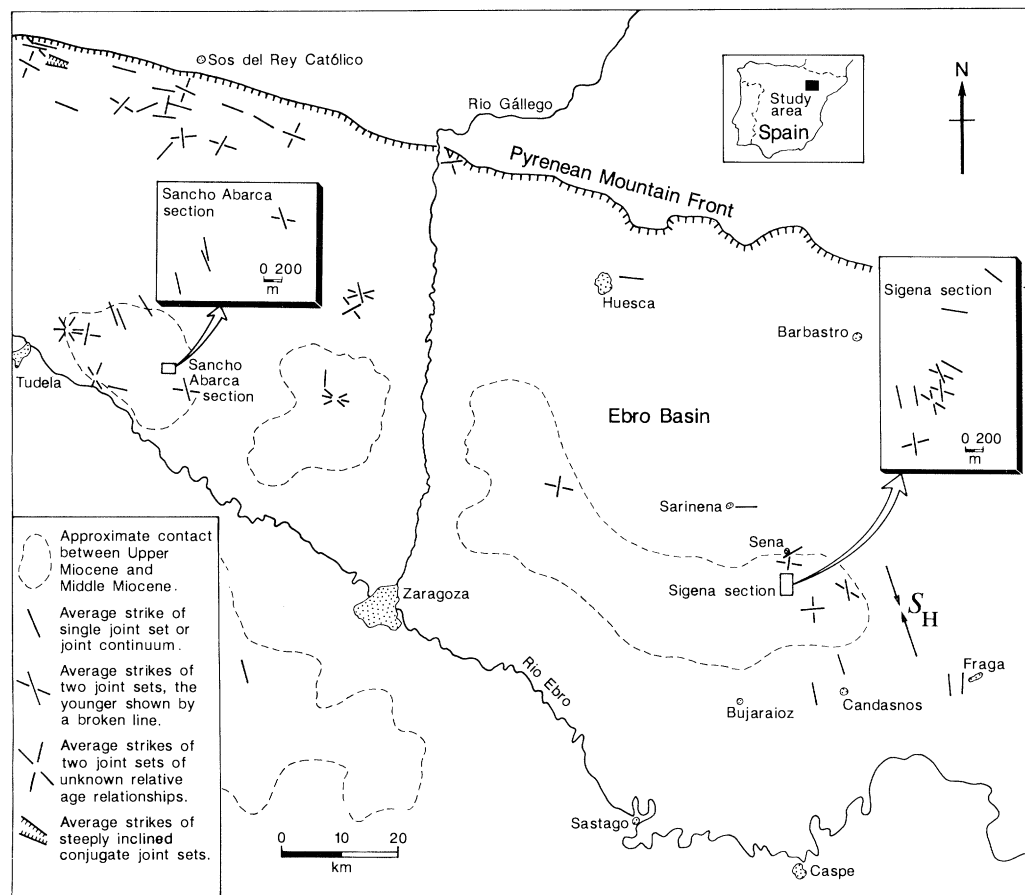 Sos del Rey Católico
Rio Gállego
Study
area
Spain
N
Pyrenean Mountain Front
Sancho Abarca
section
0 200
m
Huesca
Barbastro
Sigena section
0 200
m
Tudela
Sancho
Abarca
section
Ebro Basin
Sarinena
Sena
Sigena section
Zaragoza
SH
Fraga
Rio Ebro
Bujaraioz
Candasnos
Sastago
Caspe
Approximate contact
between Upper
Miocene and
Middle Miocene.
Average strike of
single joint set or
joint continuum.
Average strikes of
two joint sets, the
younger shown by
a broken line.
Average strikes of
two joint sets of
unknown relative
age relationships.
Average strikes of
steeply inclined
conjugate joint sets.
0 10 20
km